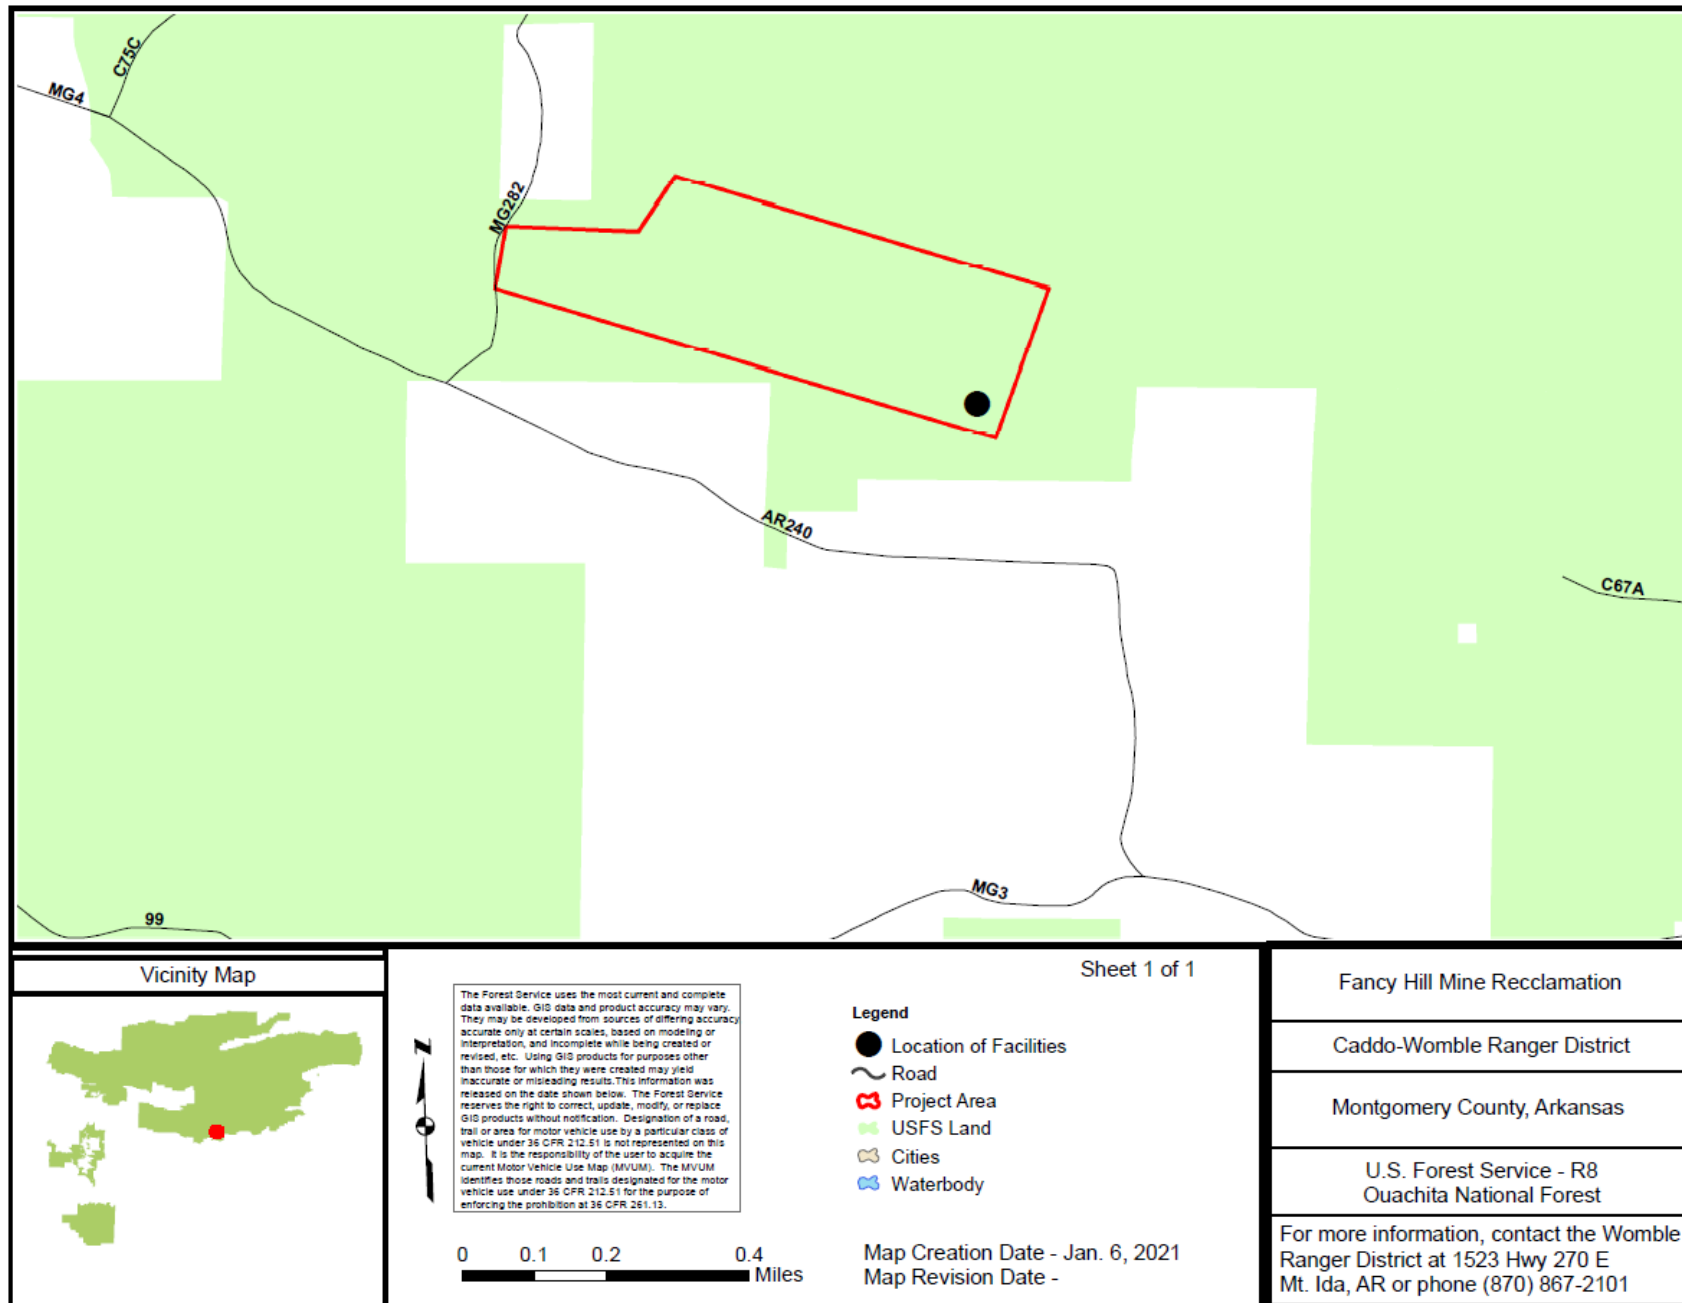 C75C
MG4
MG282
AR240
C67A
MG3
99
Vicinity Map
Sheet 1 of 1
The Forest Service uses the most current and complete
data available. GIS data and product accuracy may vary.
They may be developed from sources of differing accuracy
accurate only at certain scales, based on modeling or
interpretation, and incomplete while being created or
revised, etc. Using GIS products for purposes other
than those for which they were created may yield
inaccurate or misleading results. This information was
released on the date shown below. The Forest Service
reserves the right to correct, update, modify, or replace
GIS products without notification. Designation of a road,
trail or area for motor vehicle use by a particular class of
vehicle under 36 CFR 212.51 is not represented on this
map. It is the responsibility of the user to acquire the
current Motor Vehicle Use Map (MVUM). The MVUM
identifies those roads and trails designated for the motor
vehicle use under 36 CFR 212.51 for the purpose of
enforcing the prohibition at 36 CFR 261.13.
N
0 0.1 0.2 0.4
Miles
Legend
Location of Facilities
Road
Project Area
USFS Land
Cities
Waterbody
Map Creation Date - Jan. 6, 2021
Map Revision Date -
Fancy Hill Mine Recclamation
Caddo-Womble Ranger District
Montgomery County, Arkansas
U.S. Forest Service - R8
Ouachita National Forest
For more information, contact the Womble
Ranger District at 1523 Hwy 270 E
Mt. Ida, AR or phone (870) 867-2101